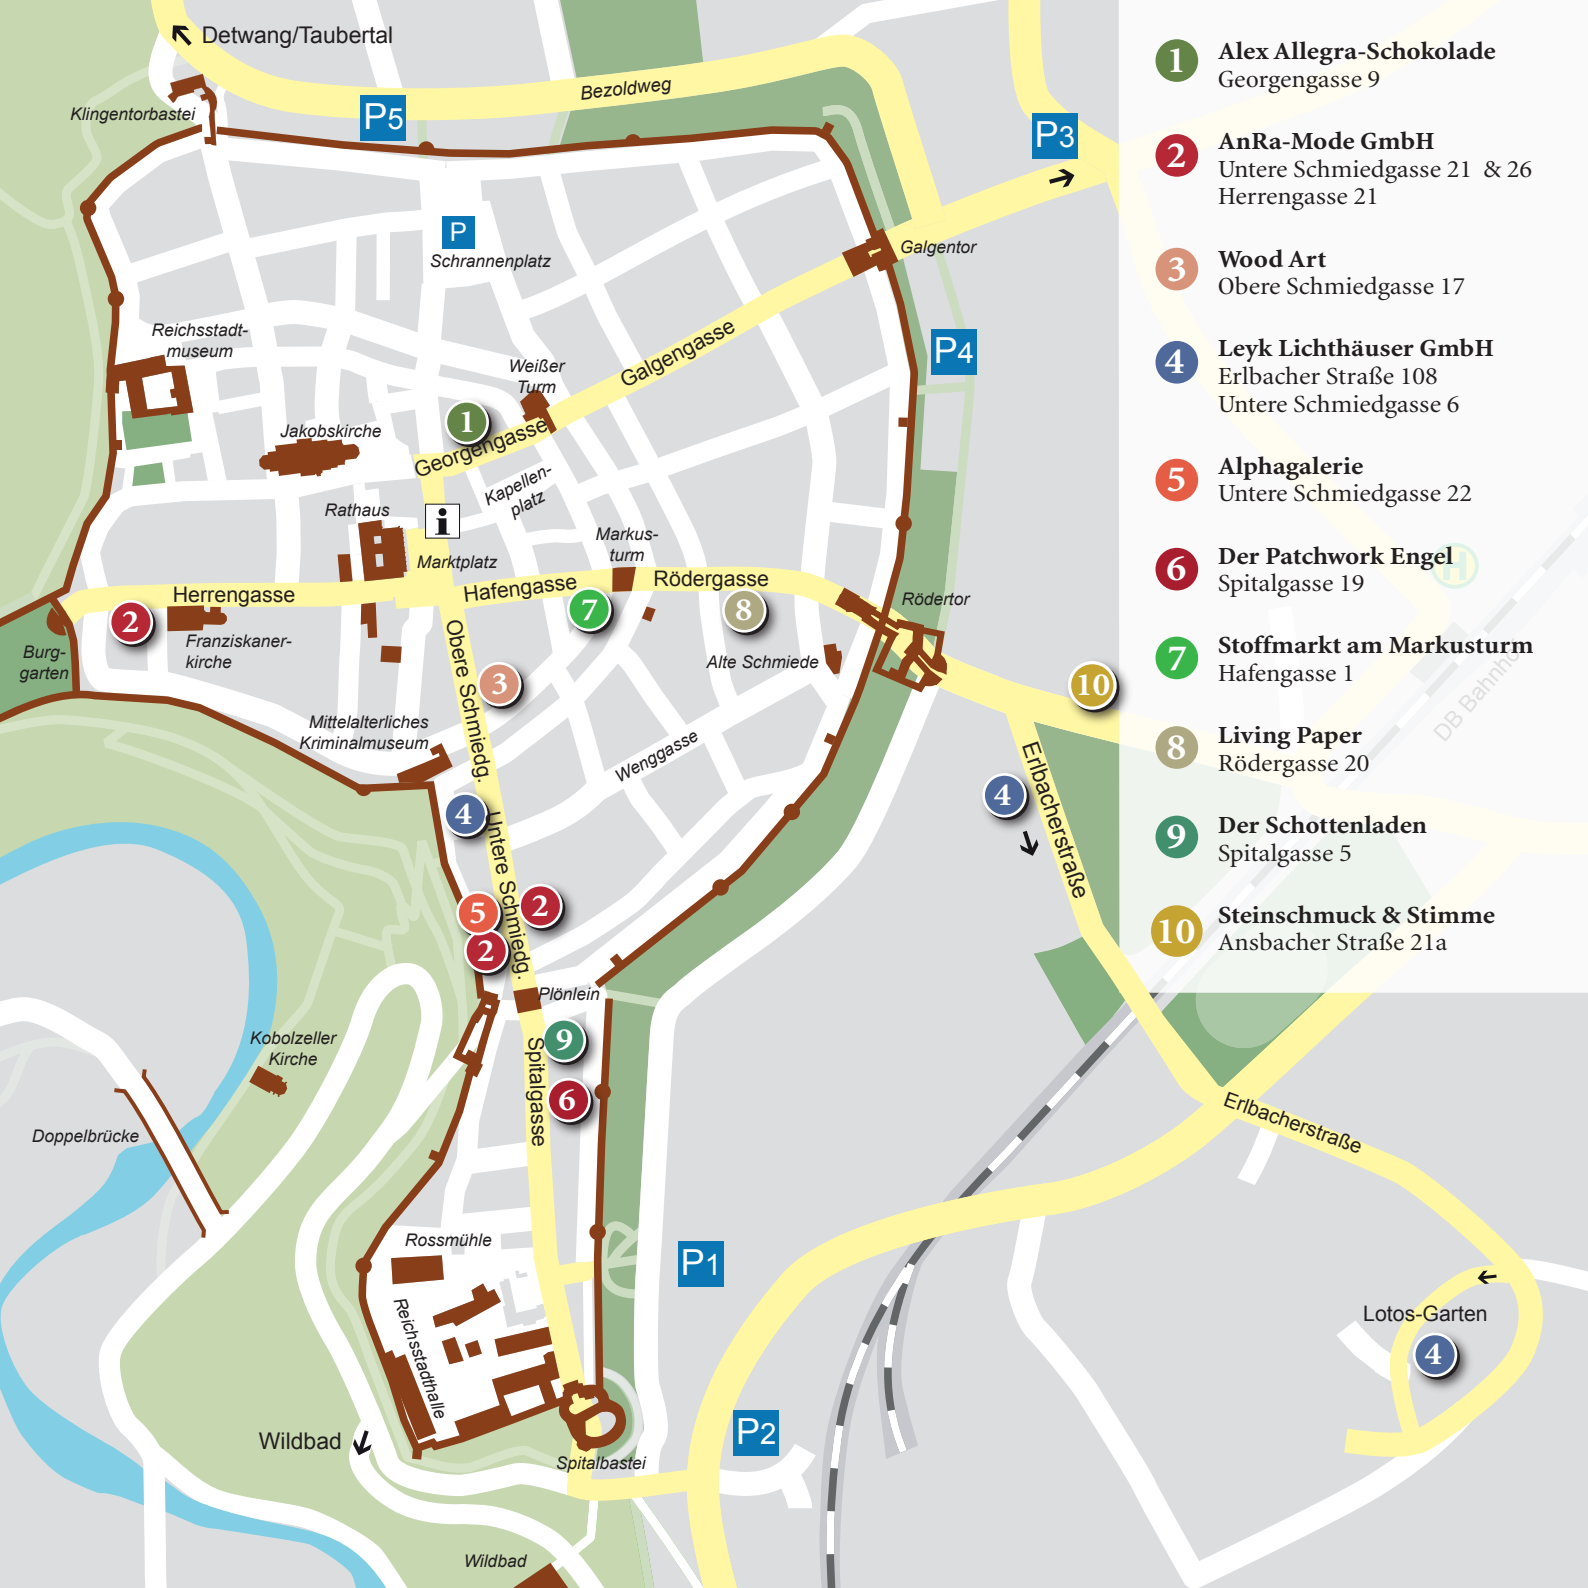 Detwang/Taubertal
Klingentorbastei
P5
Bezoldweg
P3
P
Schrannenplatz
Galgentor
Reichsstadt-
museum
Weißer
Turm
Galgengasse
P4
1
Jakobskirche
Georgengasse
Kapellen-
platz
Rathaus
i
Marktplatz
Markus-
turm
Herrengasse
Hafengasse
Rödergasse
Rödertor
2
7
8
Franziskaner-
kirche
Burg-
garten
Obere Schmiedg.
3
Alte Schmiede
10
Mittelalterliches
Kriminalmuseum
Wenggasse
4
4
Erlbacherstraße
Untere Schmiedg.
5
2
2
Plönlein
9
Spitalgasse
6
Kobolzeller
Kirche
Doppelbrücke
Erlbacherstraße
Rossmühle
P1
Reichsstadthalle
Lotos-Garten
4
Wildbad
P2
Spitalbastei
Wildbad
H
DB Bahnhof
1 Alex Allegra-Schokolade
Georgengasse 9
2 AnRa-Mode GmbH
Untere Schmiedgasse 21 & 26
Herrengasse 21
3 Wood Art
Obere Schmiedgasse 17
4 Leyk Lichthäuser GmbH
Erlbacher Straße 108
Untere Schmiedgasse 6
5 Alphagalerie
Untere Schmiedgasse 22
6 Der Patchwork Engel
Spitalgasse 19
7 Stoffmarkt am Markusturm
Hafengasse 1
8 Living Paper
Rödergasse 20
9 Der Schottenladen
Spitalgasse 5
10 Steinschmuck & Stimme
Ansbacher Straße 21a